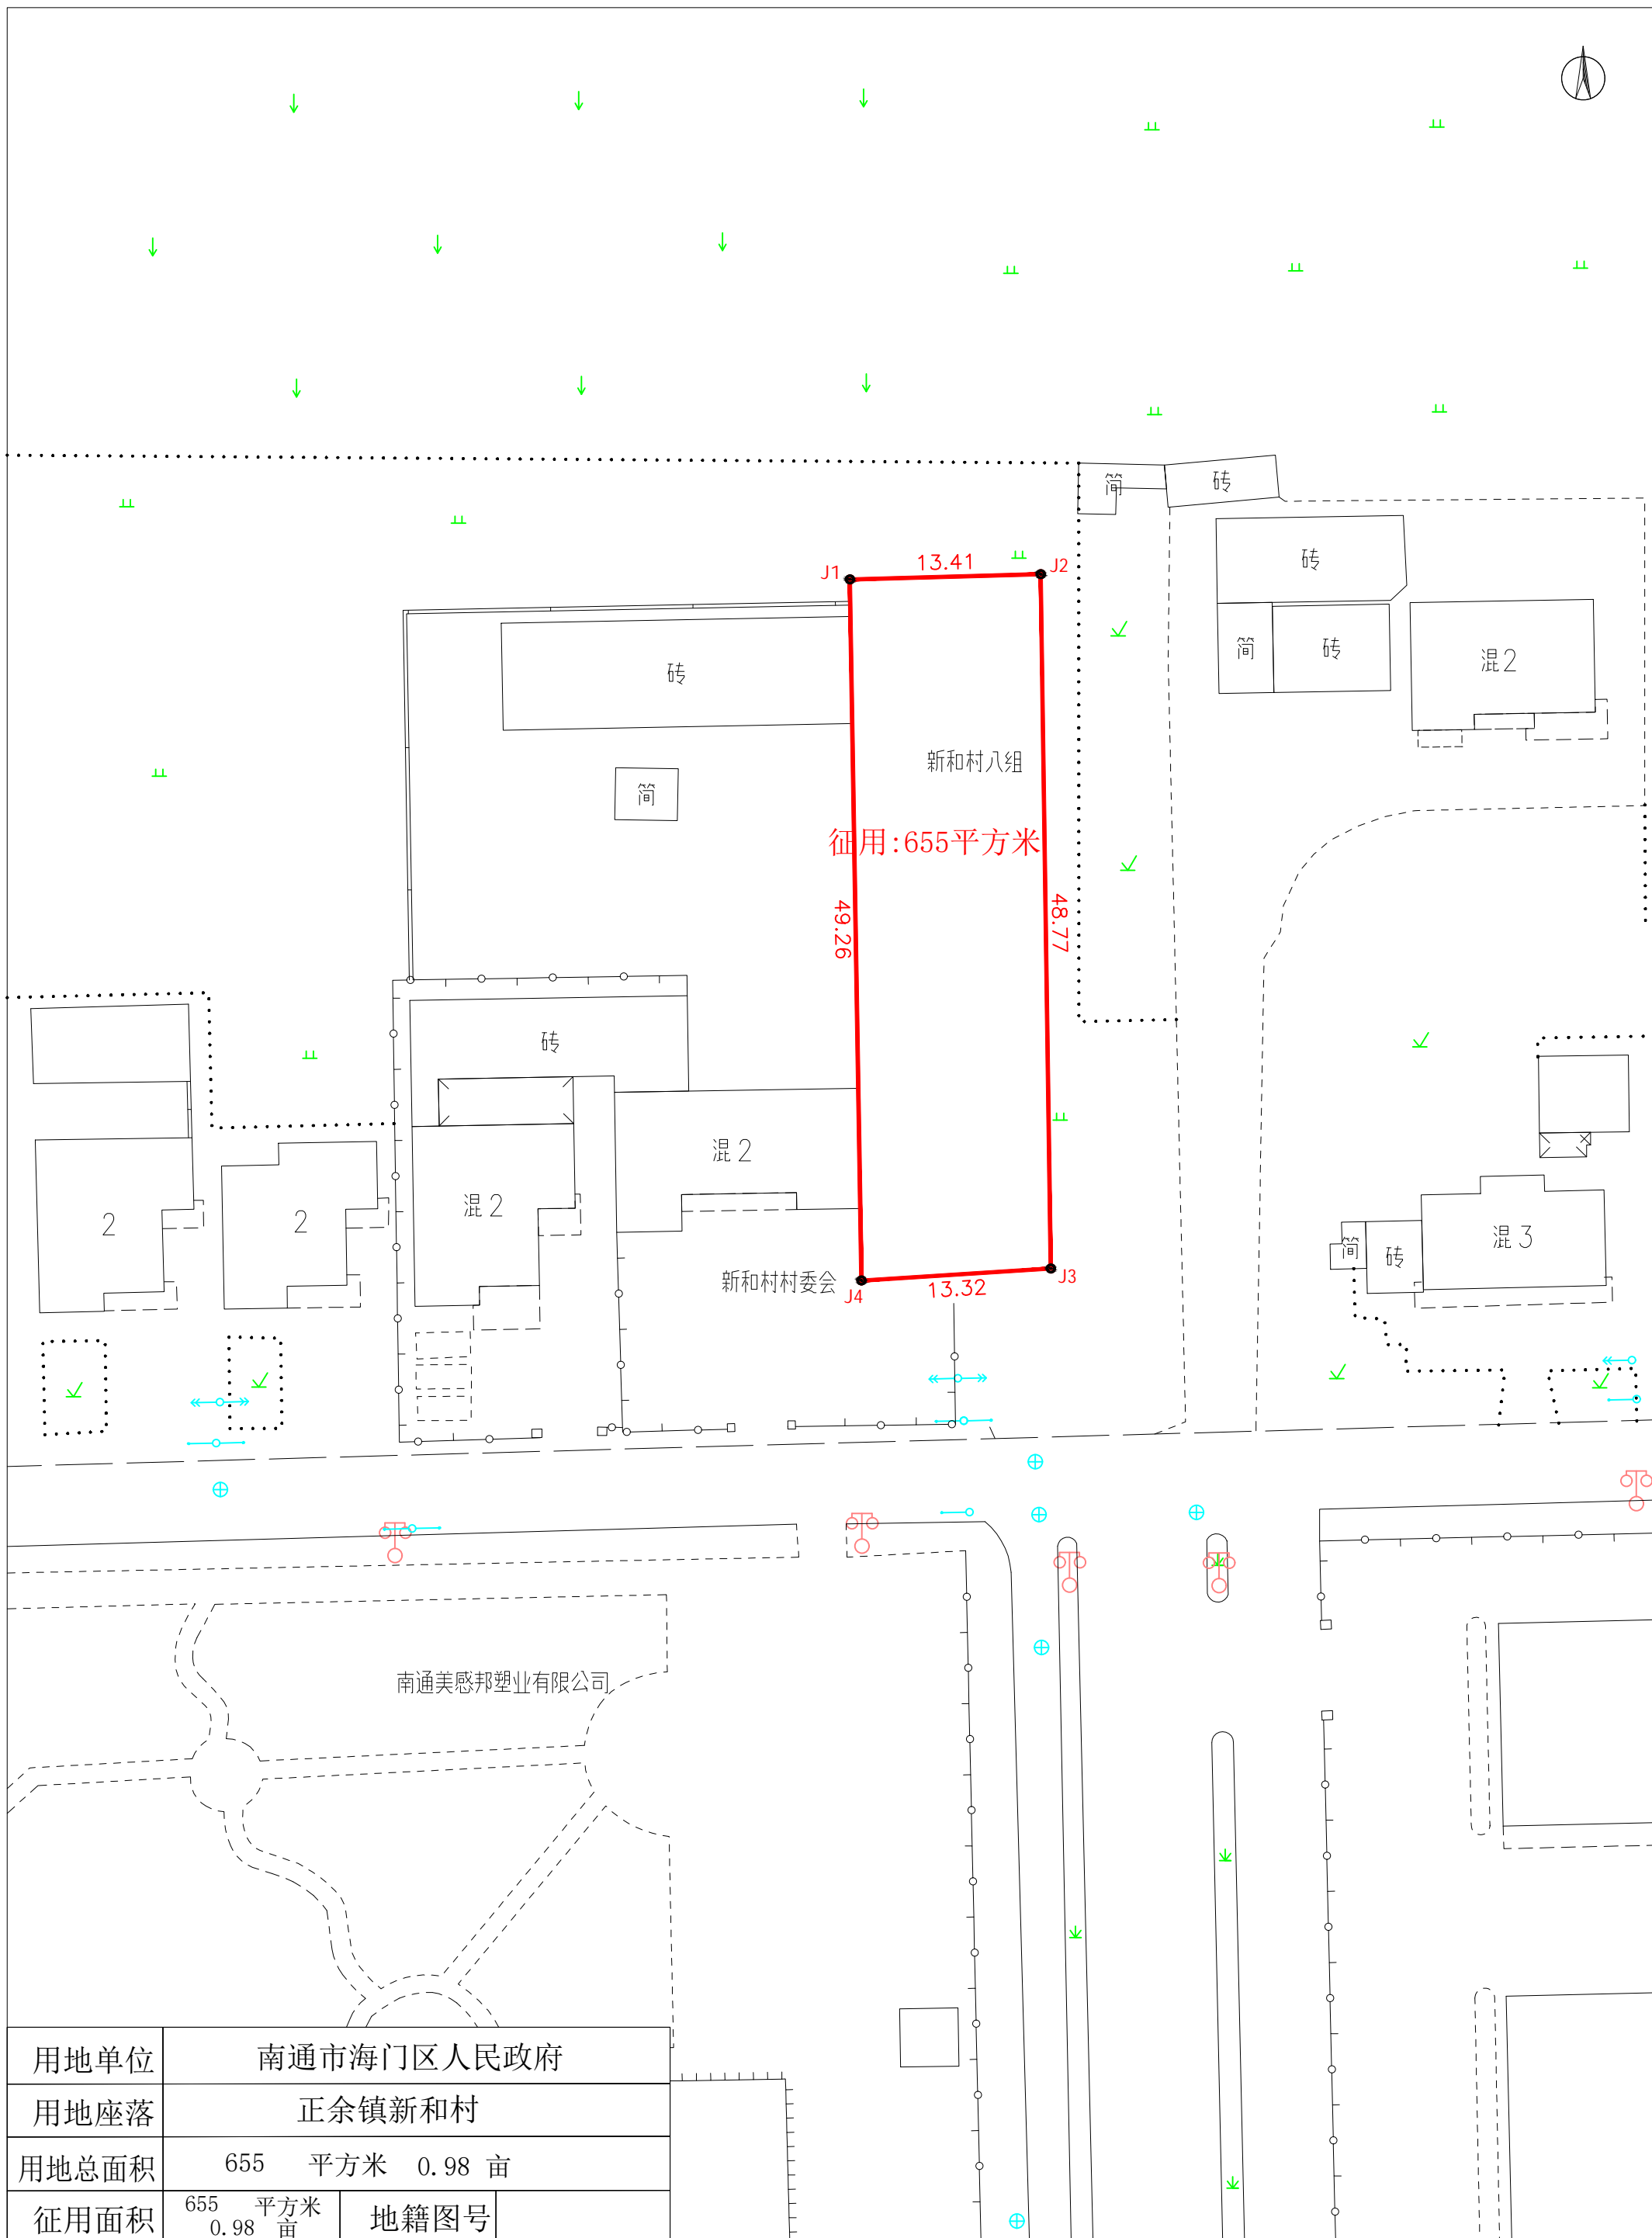 简
砖
砖
J1
13.41
J2
简
砖
混2
砖
新和村八组
简
征用:655平方米
49.26
48.77
砖
混2
混2
2
2
简
砖
混3
新和村村委会
J4
13.32
J3
南通美感邦塑业有限公司
用地单位 南通市海门区人民政府
用地座落 正余镇新和村
用地总面积 655 平方米 0.98 亩
征用面积 655 平方米 0.98 亩 地籍图号